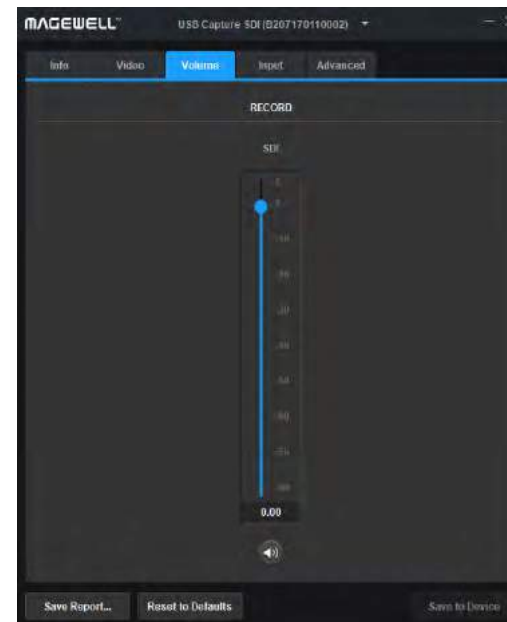 MAGEWELL
USB Capture SDI (B207170110002)
Info Video Volume Input Advanced
RECORD
SDI
0.00
Save Report... Reset to Defaults Save to Device